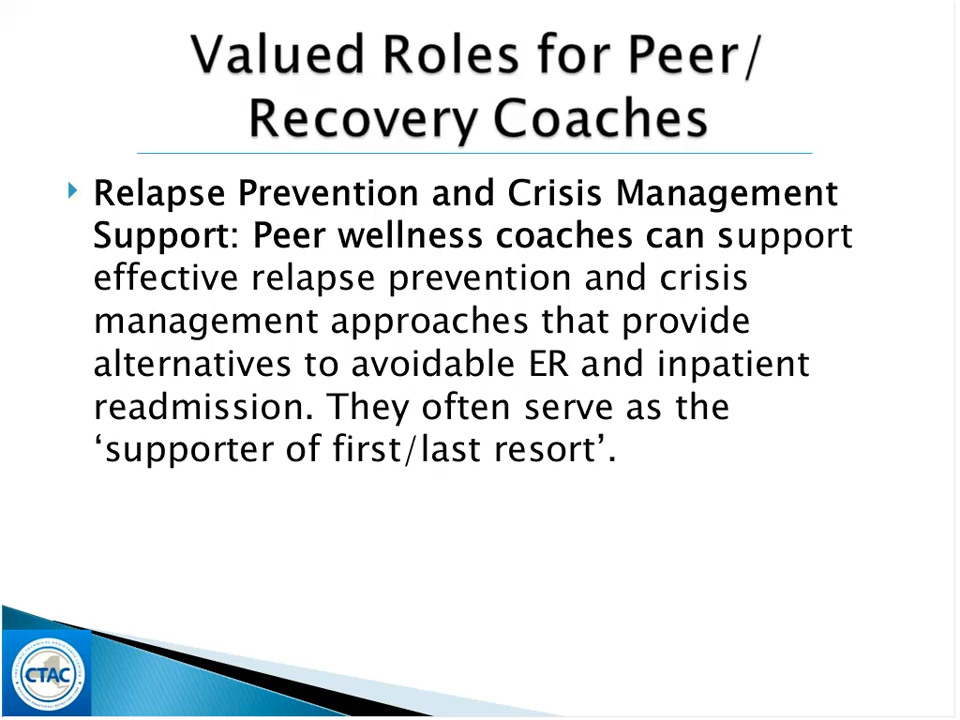 Valued Roles for Peer/
Recovery Coaches
Relapse Prevention and Crisis Management
Support: Peer wellness coaches can support
effective relapse prevention and crisis
management approaches that provide
alternatives to avoidable ER and inpatient
readmission. They often serve as the
‘supporter of first/last resort’.
CTAC